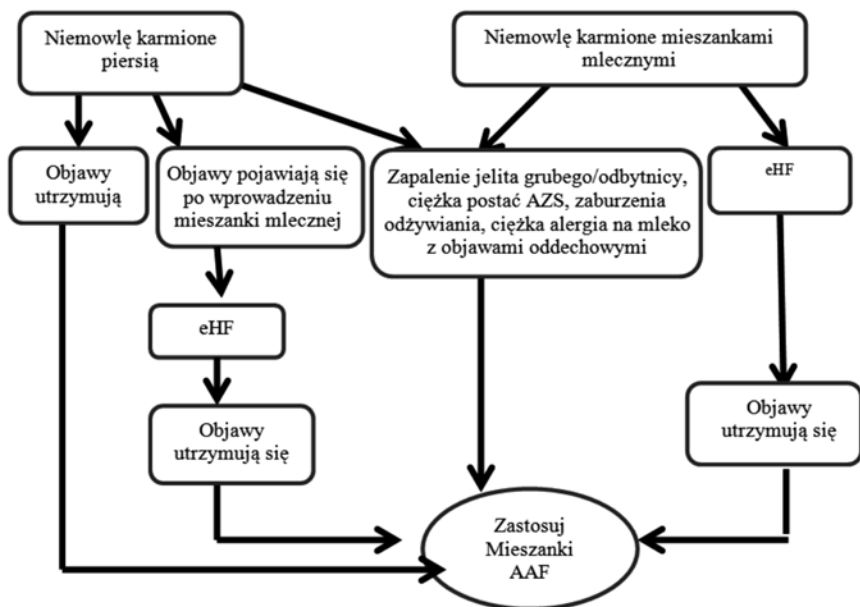 Niemowlę karmione
piersią
Niemowlę karmione mieszankami
mlecznymi
Objawy
utrzymują
Objawy pojawiają się
po wprowadzeniu
mieszanki mlecznej
Zapalenie jelita grubego/odbytnicy,
ciężka postać AZS, zaburzenia
odżywiania, ciężka alergia na mleko
z objawami oddechowymi
eHF
eHF
Objawy
utrzymują się
Objawy
utrzymują się
Zastosuj
Mieszanki
AAF